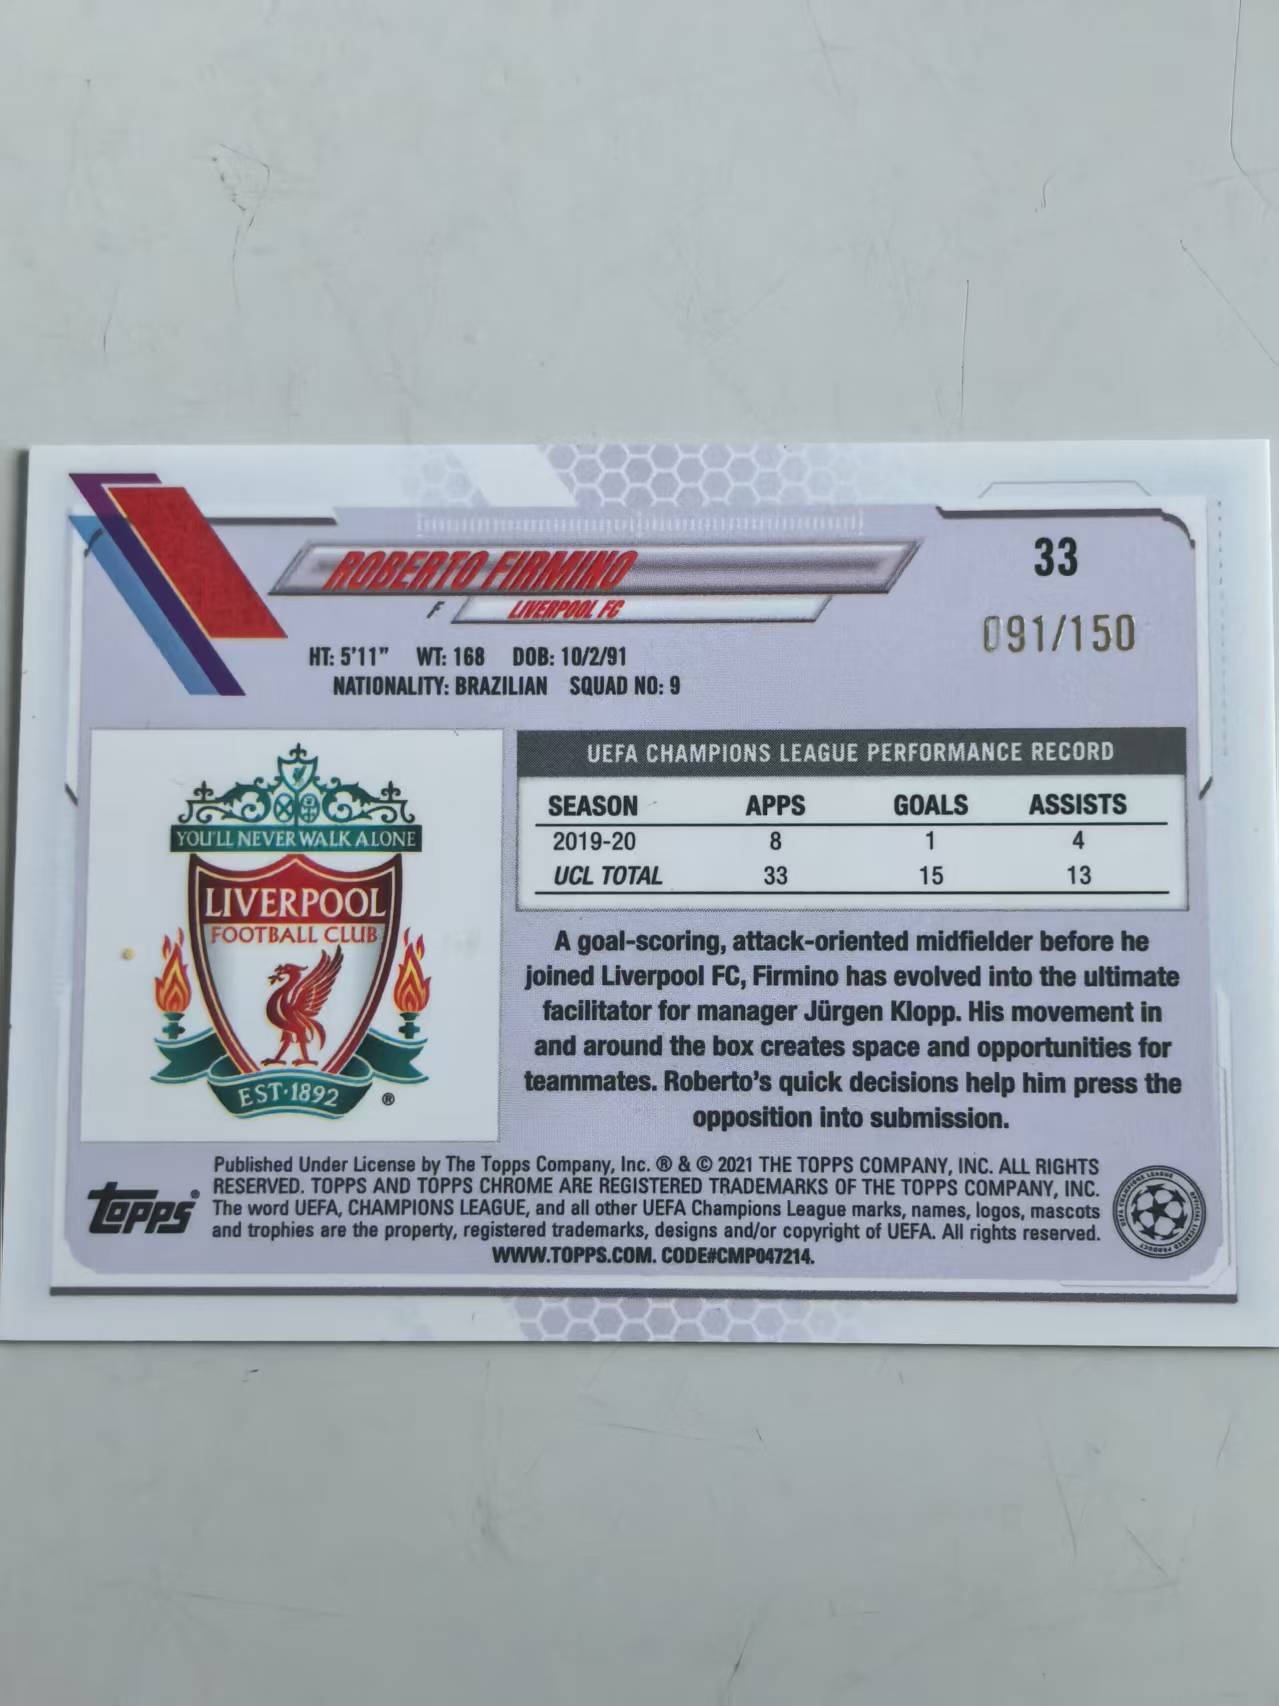 33
ROBERTO FIRMINO
091/150
F LIVERPOOL FC
HT: 5'11" WT: 168 DOB: 10/2/91
NATIONALITY: BRAZILIAN SQUAD NO: 9
YOU'LL NEVER WALK ALONE
LIVERPOOL
FOOTBALL CLUB
EST·1892
®
UEFA CHAMPIONS LEAGUE PERFORMANCE RECORD
SEASON APPS GOALS ASSISTS
2019-20 8 1 4
UCL TOTAL 33 15 13
A goal-scoring, attack-oriented midfielder before he
joined Liverpool FC, Firmino has evolved into the ultimate
facilitator for manager Jürgen Klopp. His movement in
and around the box creates space and opportunities for
teammates. Roberto's quick decisions help him press the
opposition into submission.
Topps®
Published Under License by The Topps Company, Inc. ® & © 2021 THE TOPPS COMPANY, INC. ALL RIGHTS
RESERVED. TOPPS AND TOPPS CHROME ARE REGISTERED TRADEMARKS OF THE TOPPS COMPANY, INC.
The word UEFA, CHAMPIONS LEAGUE, and all other UEFA Champions League marks, names, logos, mascots
and trophies are the property, registered trademarks, designs and/or copyright of UEFA. All rights reserved.
WWW.TOPPS.COM. CODE#CMP047214.
UEFA CHAMPIONS LEAGUE OFFICIAL LICENSED PRODUCT